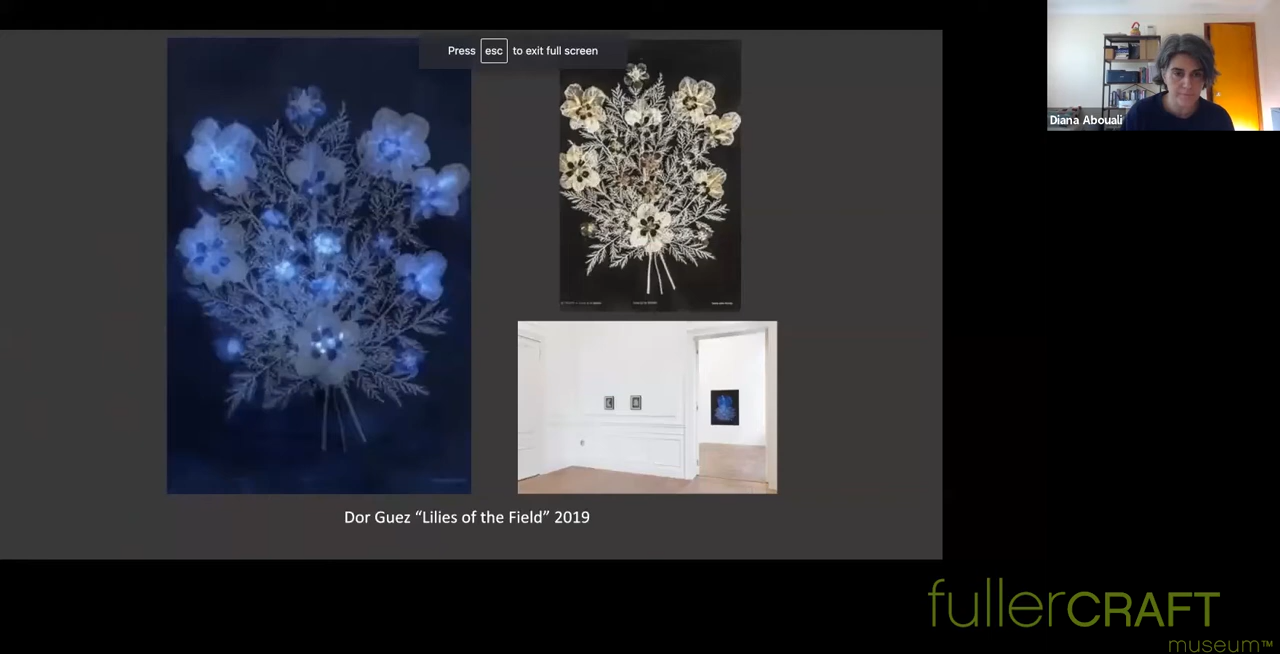 Press esc to exit full screen
Diana Abouali
Dor Guez “Lilies of the Field” 2019
fullerCRAFT
museum™